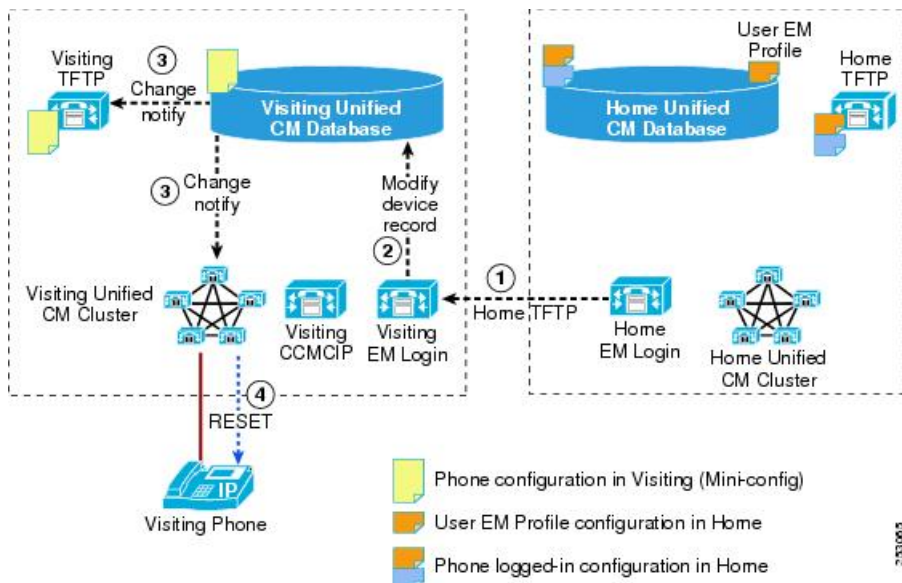 Visiting
TFTP
3
Change
notify
Visiting Unified
CM Database
User EM
Profile
Home
TFTP
Home Unified
CM Database
3
Change
notify
Modify
device
record
2
1
Home TFTP
Visiting Unified
CM Cluster
Visiting
CCMCIP
Visiting
EM Login
Home
EM Login
Home Unified
CM Cluster
4
RESET
IP
Visiting Phone
Phone configuration in Visiting (Mini-config)
User EM Profile configuration in Home
Phone logged-in configuration in Home
253065